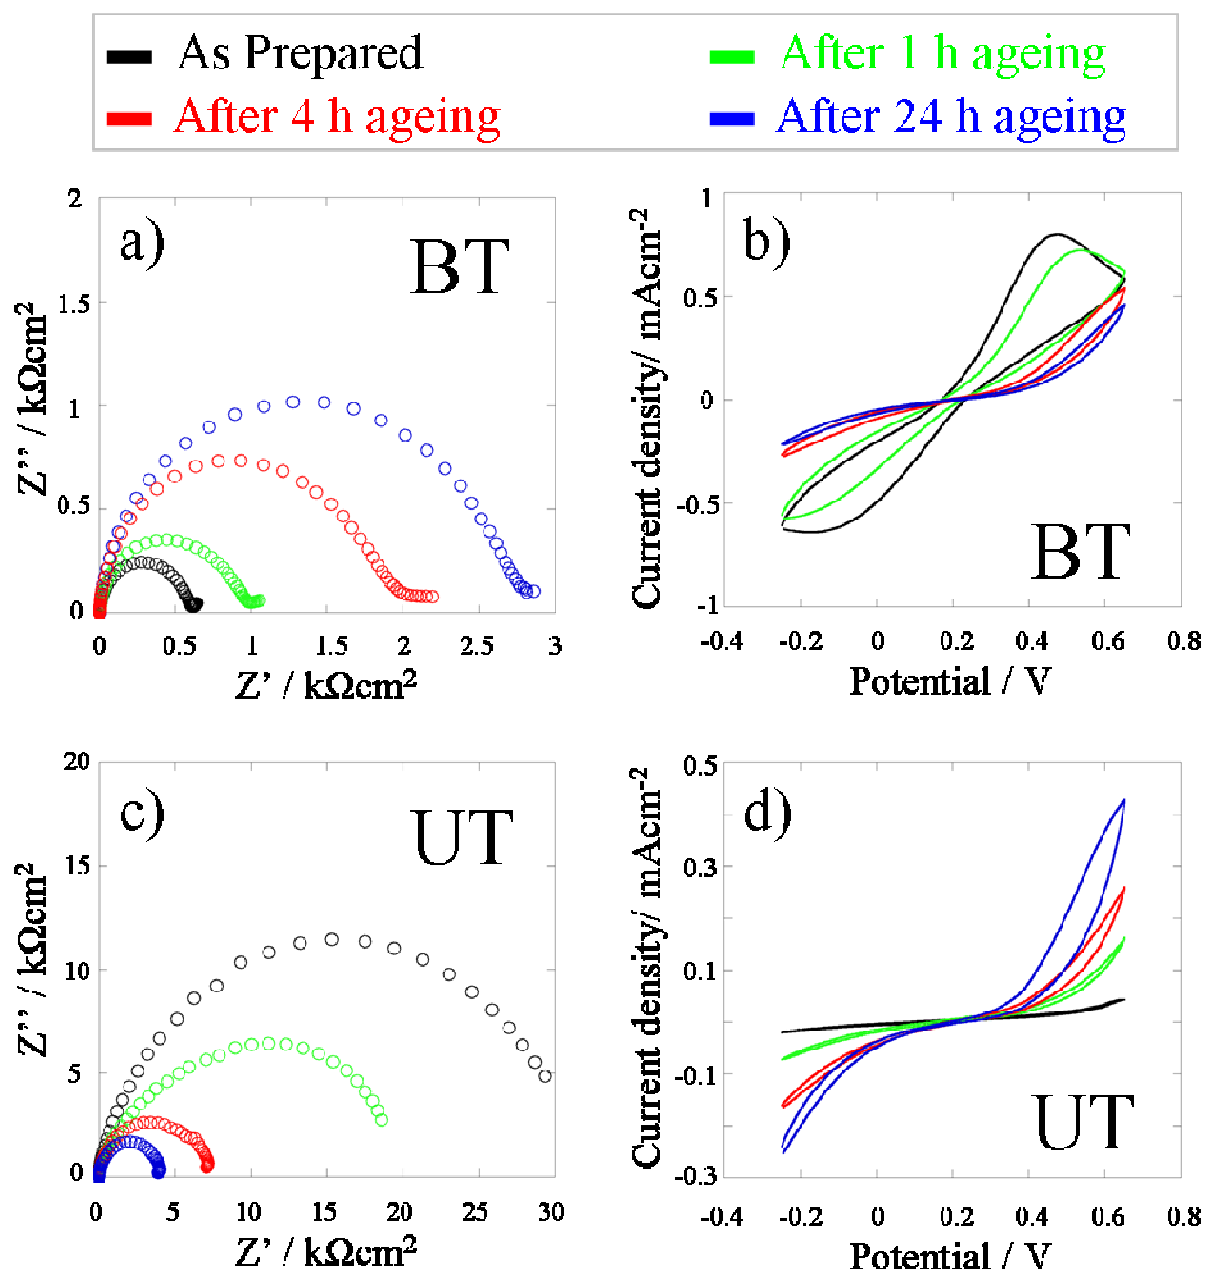 As Prepared
After 1 h ageing
After 4 h ageing
After 24 h ageing
a)
BT
2
1.5
1
0.5
0
Z’’ / kΩcm2
0
0.5
1
1.5
2
2.5
3
Z’ / kΩcm2
b)
BT
1
0.5
0
-0.5
-1
Current density/ mAcm-2
-0.4
-0.2
0
0.2
0.4
0.6
0.8
Potential / V
c)
UT
20
15
10
5
0
Z’’ / kΩcm2
0
5
10
15
20
25
30
Z’ / kΩcm2
d)
UT
0.5
0.3
0.1
-0.1
-0.3
Current density/ mAcm-2
-0.4
-0.2
0
0.2
0.4
0.6
0.8
Potential / V